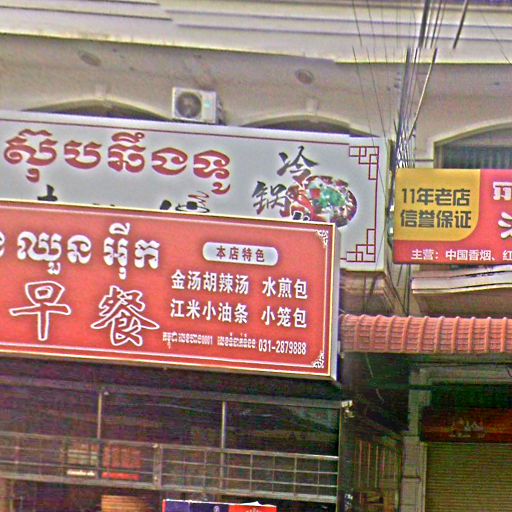 ស៊ុបឆឹងទូ
冷
锅
ឈួន អ៊ីក
本店特色
早餐
金汤胡辣汤 水煎包
江米小油条 小笼包
031-2879888
11年老店
信誉保证
主营：中国香烟、红